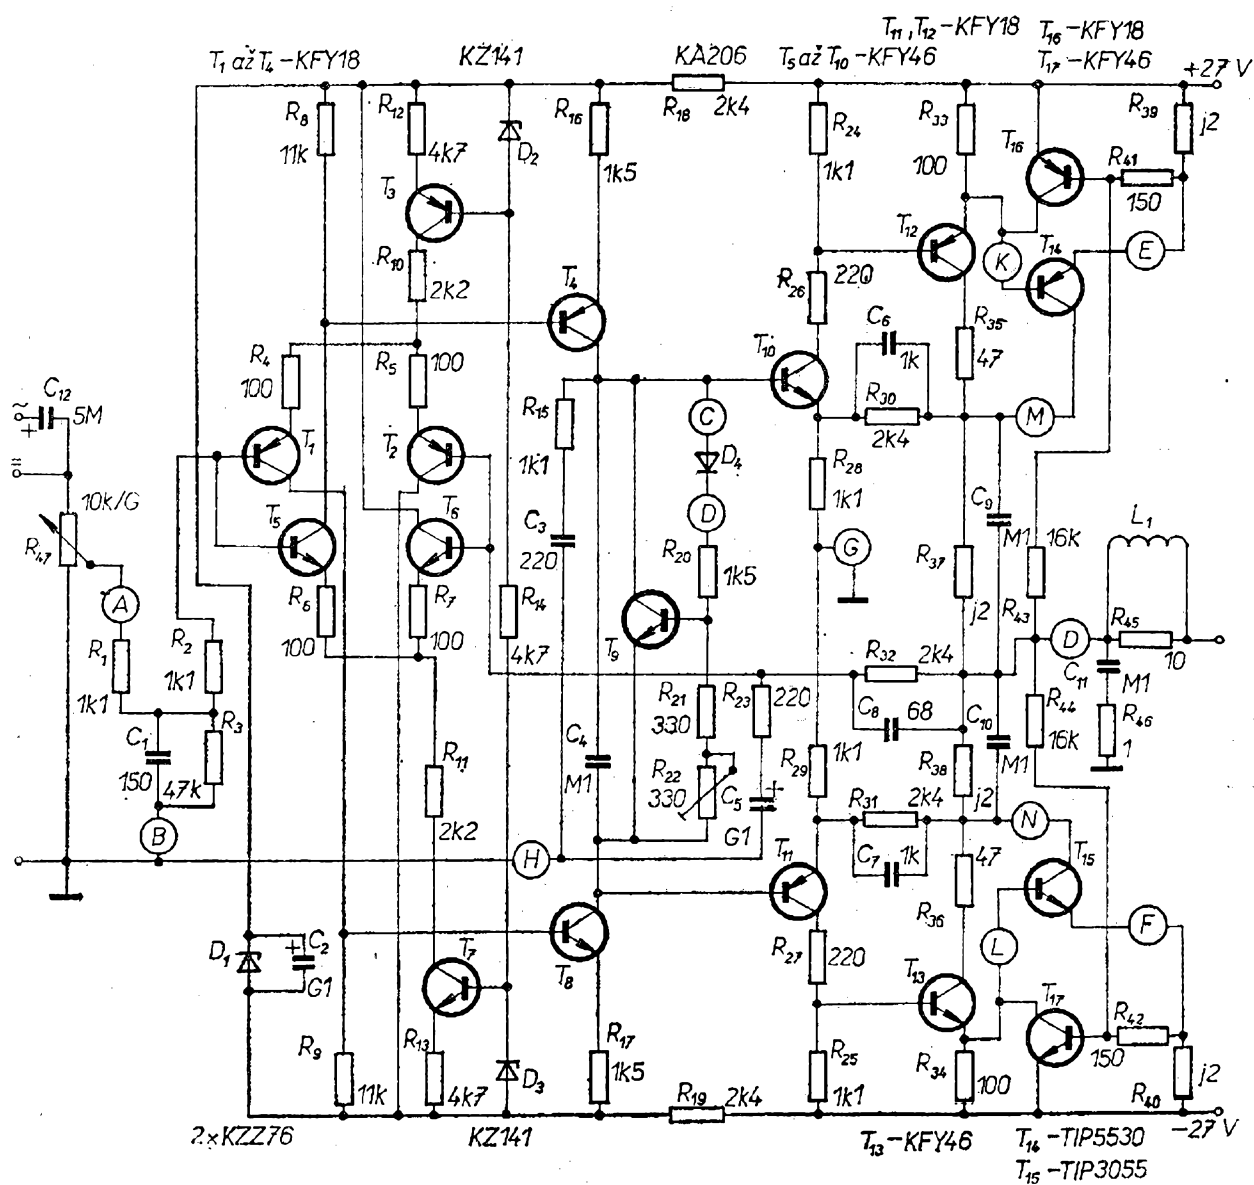 T11, T12 -KFY18
T16 -KFY18
T1 až T4 -KFY18
KZ141
KA206
T5 až T10 -KFY46
T17 -KFY46
+27 V
R8
11k
R12
4k7
D2
R16
1k5
R18
2k4
R24
1k1
R33
100
T16
R41
150
R39
j2
T3
R10
2k2
T4
R26
220
T12
K
T14
E
C6
1k
R35
47
T10
R4
100
R5
100
C12
5M
~
+
=
R15
1k1
C
R30
2k4
M
T1
T2
D4
R28
1k1
10k/G
T5
T6
C3
220
D
C9
M1
16k
L1
R47
G
R20
1k5
R37
j2
A
R6
100
R7
100
R14
4k7
T9
R43
D
R45
10
R1
1k1
R2
1k1
R32
2k4
C11
M1
R21
330
R23
220
C8
68
R44
16k
R46
1
C1
150
R3
47k
R11
2k2
C4
M1
R22
330
C5
+
G1
R29
1k1
R38
j2
C10
M1
R31
2k4
B
H
T11
C7
1k
N
T15
47
R36
D1
+
C2
G1
T7
T8
R27
220
L
F
T13
T17
R42
150
R9
11k
R13
4k7
D3
R17
1k5
R19
2k4
R25
1k1
R34
100
j2
R40
2×KZZ76
KZ141
T13 -KFY46
T14 -TIP5530
-27 V
T15 -TIP3055